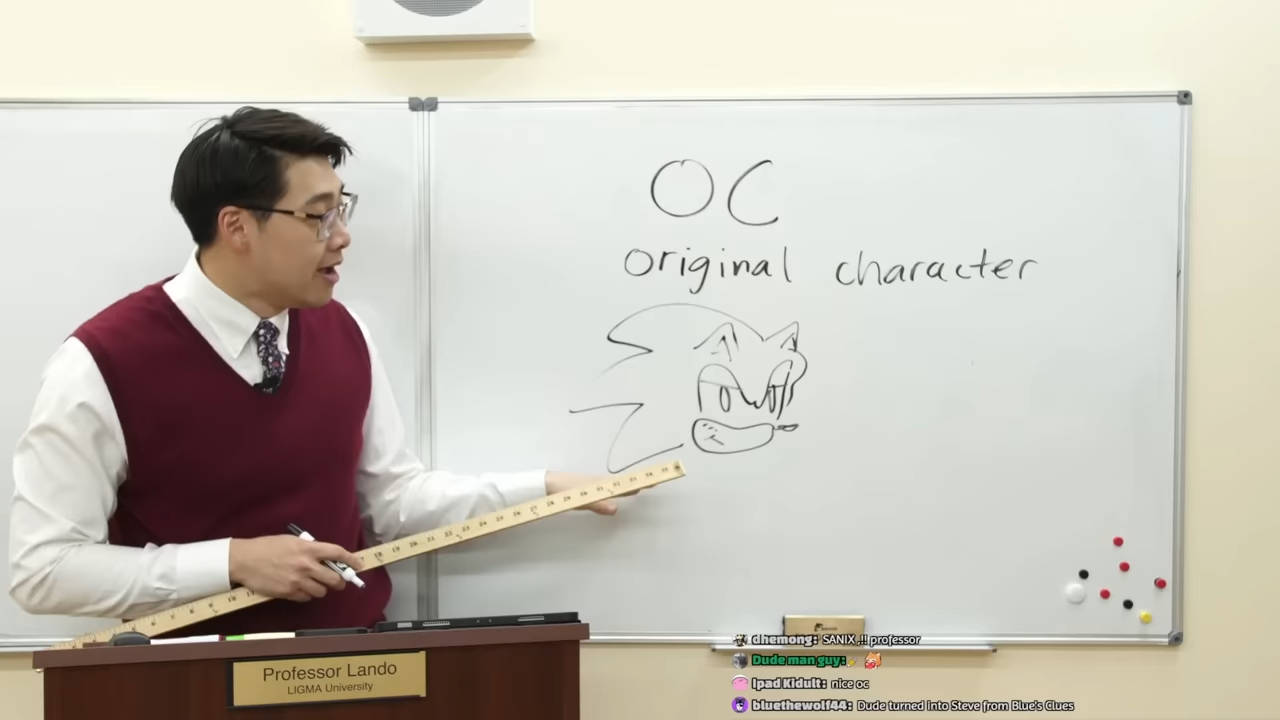 OC
original character
Professor Lando
LIGMA University
dhemong: SANIX .!! professor
Dude man guy:
Ipad Kidult: nice oc
bluethewolf44: Dude turned into Steve from Blue's Clues